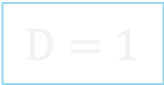 D = 1